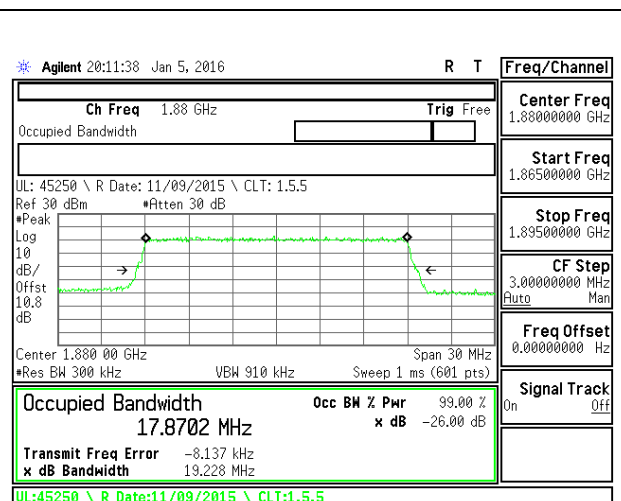 Agilent 20:11:38 Jan 5, 2016 R T
Freq/Channel
Ch Freq 1.88 GHz Trig Free
Occupied Bandwidth
Center Freq
1.88000000 GHz
Start Freq
1.86500000 GHz
Stop Freq
1.89500000 GHz
CF Step
3.00000000 MHz
Auto Man
Freq Offset
0.00000000 Hz
Signal Track
On Off
UL: 45250 \ R Date: 11/09/2015 \ CLT: 1.5.5
Ref 30 dBm #Atten 30 dB
#Peak
Log
10
dB/
Offst
10.8
dB
Center 1.880 00 GHz Span 30 MHz
#Res BW 300 kHz VBW 910 kHz Sweep 1 ms (601 pts)
Occupied Bandwidth Occ BW % Pwr 99.00 %
17.8702 MHz x dB -26.00 dB
Transmit Freq Error -8.137 kHz
x dB Bandwidth 19.228 MHz
UL:45250 \ R Date:11/09/2015 \ CLT:1.5.5